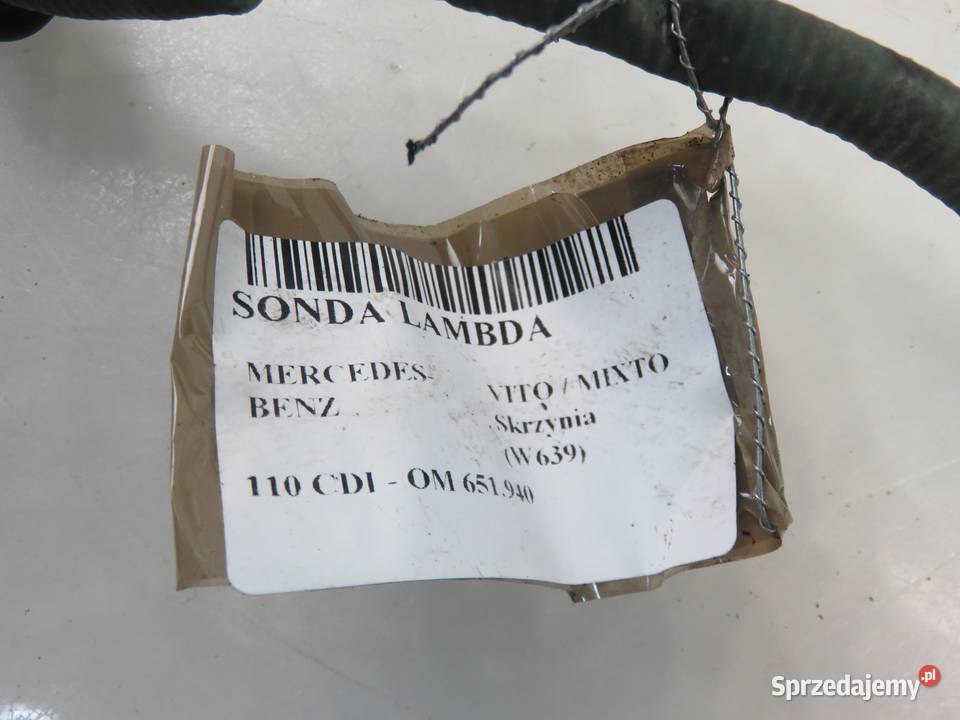 SONDA LAMBDA
MERCEDES-
BENZ
VITO / MIXTO
Skrzynia
(W639)
110 CDI - OM 651.940
Sprzedajemy.pl